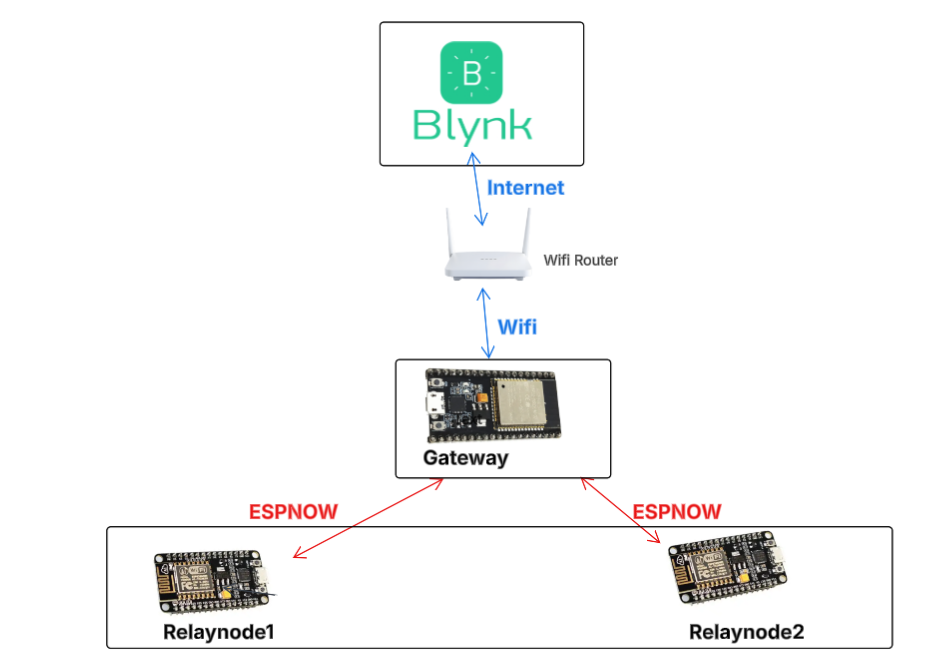 B
Blynk
Internet
Wifi Router
Wifi
Gateway
ESPNOW
ESPNOW
Relaynode1
Relaynode2